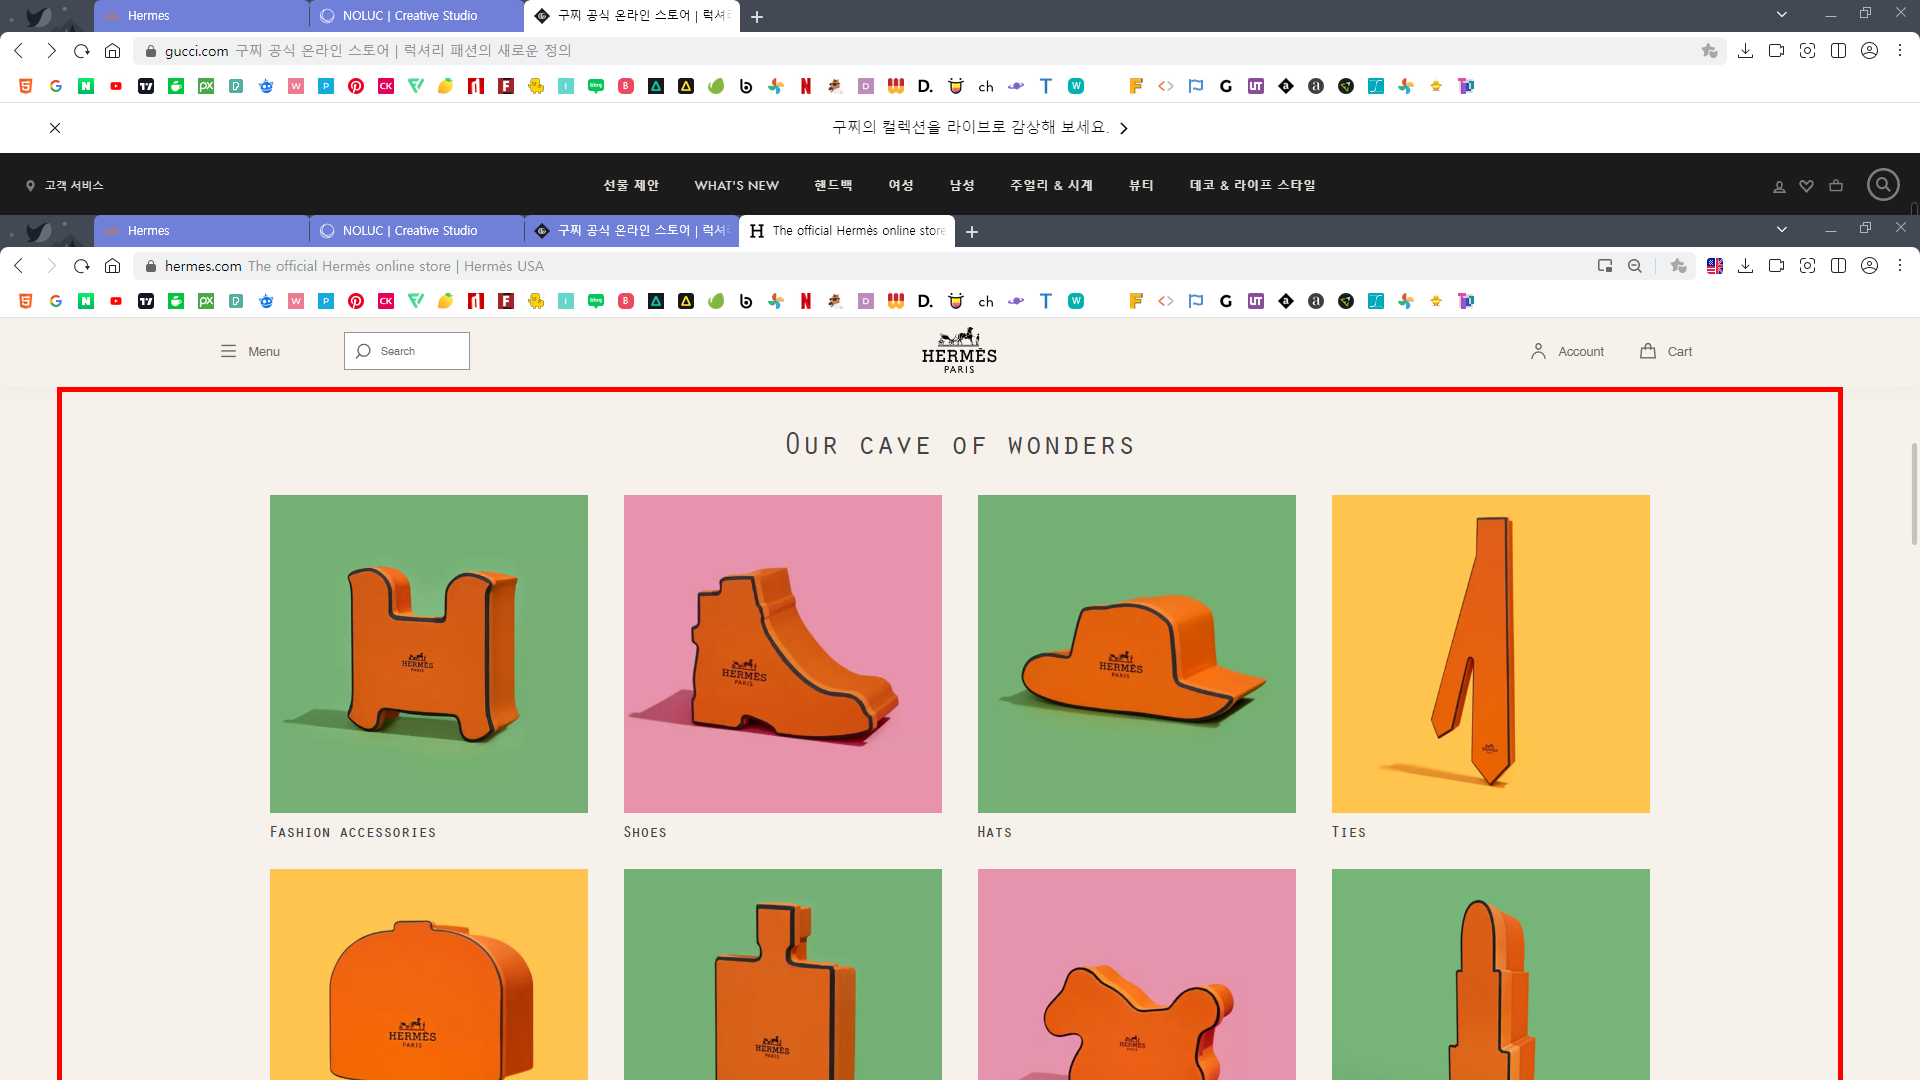 Hermes
NOLUC | Creative Studio
구찌 공식 온라인 스토어 | 럭셔
gucci.com 구찌 공식 온라인 스토어 | 럭셔리 패션의 새로운 정의
구찌의 컬렉션을 라이브로 감상해 보세요.
고객 서비스
선물 제안
WHAT'S NEW
핸드백
여성
남성
주얼리 & 시계
뷰티
데코 & 라이프 스타일
Hermes
NOLUC | Creative Studio
구찌 공식 온라인 스토어 | 럭셔
The official Hermès online store
hermes.com The official Hermès online store | Hermès USA
Menu
Search
HERMÈS
PARIS
Account
Cart
Our cave of wonders
HERMÈS
PARIS
HERMÈS
PARIS
HERMÈS
PARIS
Fashion accessories
Shoes
Hats
Ties
HERMÈS
PARIS
HERMÈS
PARIS
HERMÈS
PARIS